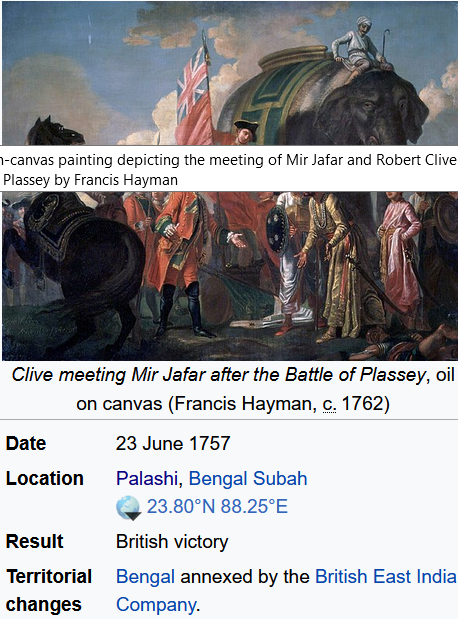 n-canvas painting depicting the meeting of Mir Jafar and Robert Clive
Plassey by Francis Hayman
Clive meeting Mir Jafar after the Battle of Plassey, oil
on canvas (Francis Hayman, c. 1762)
Date 23 June 1757
Location Palashi, Bengal Subah
23.80°N 88.25°E
Result British victory
Territorial Bengal annexed by the British East India
changes Company.